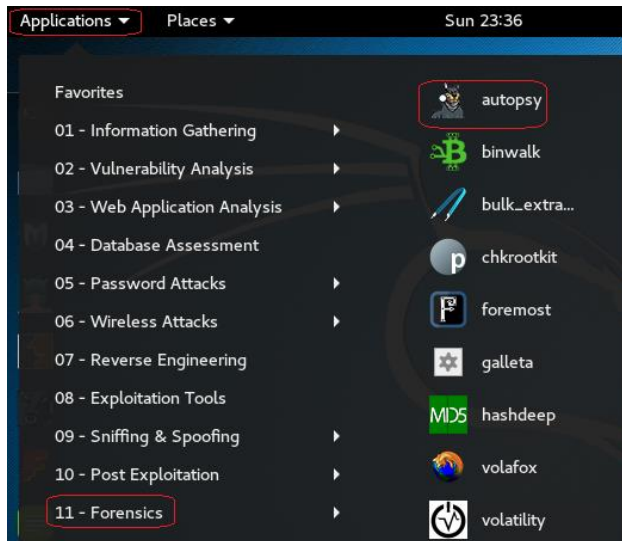 Applications Places Sun 23:36
Favorites
01 - Information Gathering
02 - Vulnerability Analysis
03 - Web Application Analysis
04 - Database Assessment
05 - Password Attacks
06 - Wireless Attacks
07 - Reverse Engineering
08 - Exploitation Tools
09 - Sniffing & Spoofing
10 - Post Exploitation
11 - Forensics
autopsy
binwalk
bulk_extra...
p chkrootkit
F foremost
galleta
MD5 hashdeep
volafox
volatility